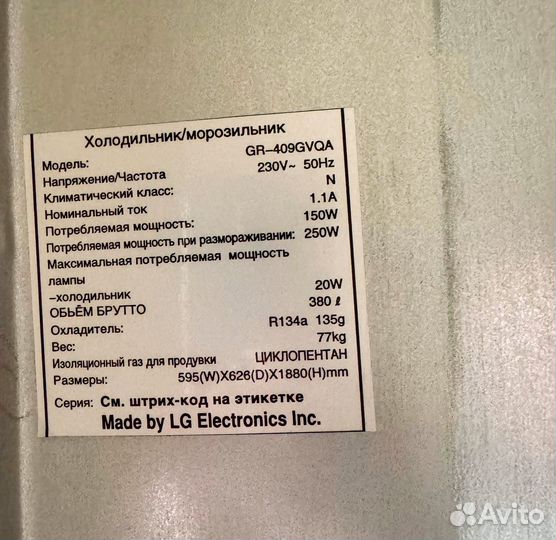 Холодильник/морозильник
Модель: GR-409GVQA
Напряжение/Частота 230V~ 50Hz
Климатический класс: N
Номинальный ток 1.1A
Потребляемая мощность: 150W
Потребляемая мощность при размораживании: 250W
Максимальная потребляемая мощность
лампы
-холодильник 20W
ОБЬЁМ БРУТТО 380 ℓ
Охладитель: R134a 135g
Вес: 77kg
Изоляционый газ для продувки ЦИКЛОПЕНТАН
Размеры: 595(W)X626(D)X1880(H)mm
Серия: См. штрих-код на этикетке
Made by LG Electronics Inc.
Avito